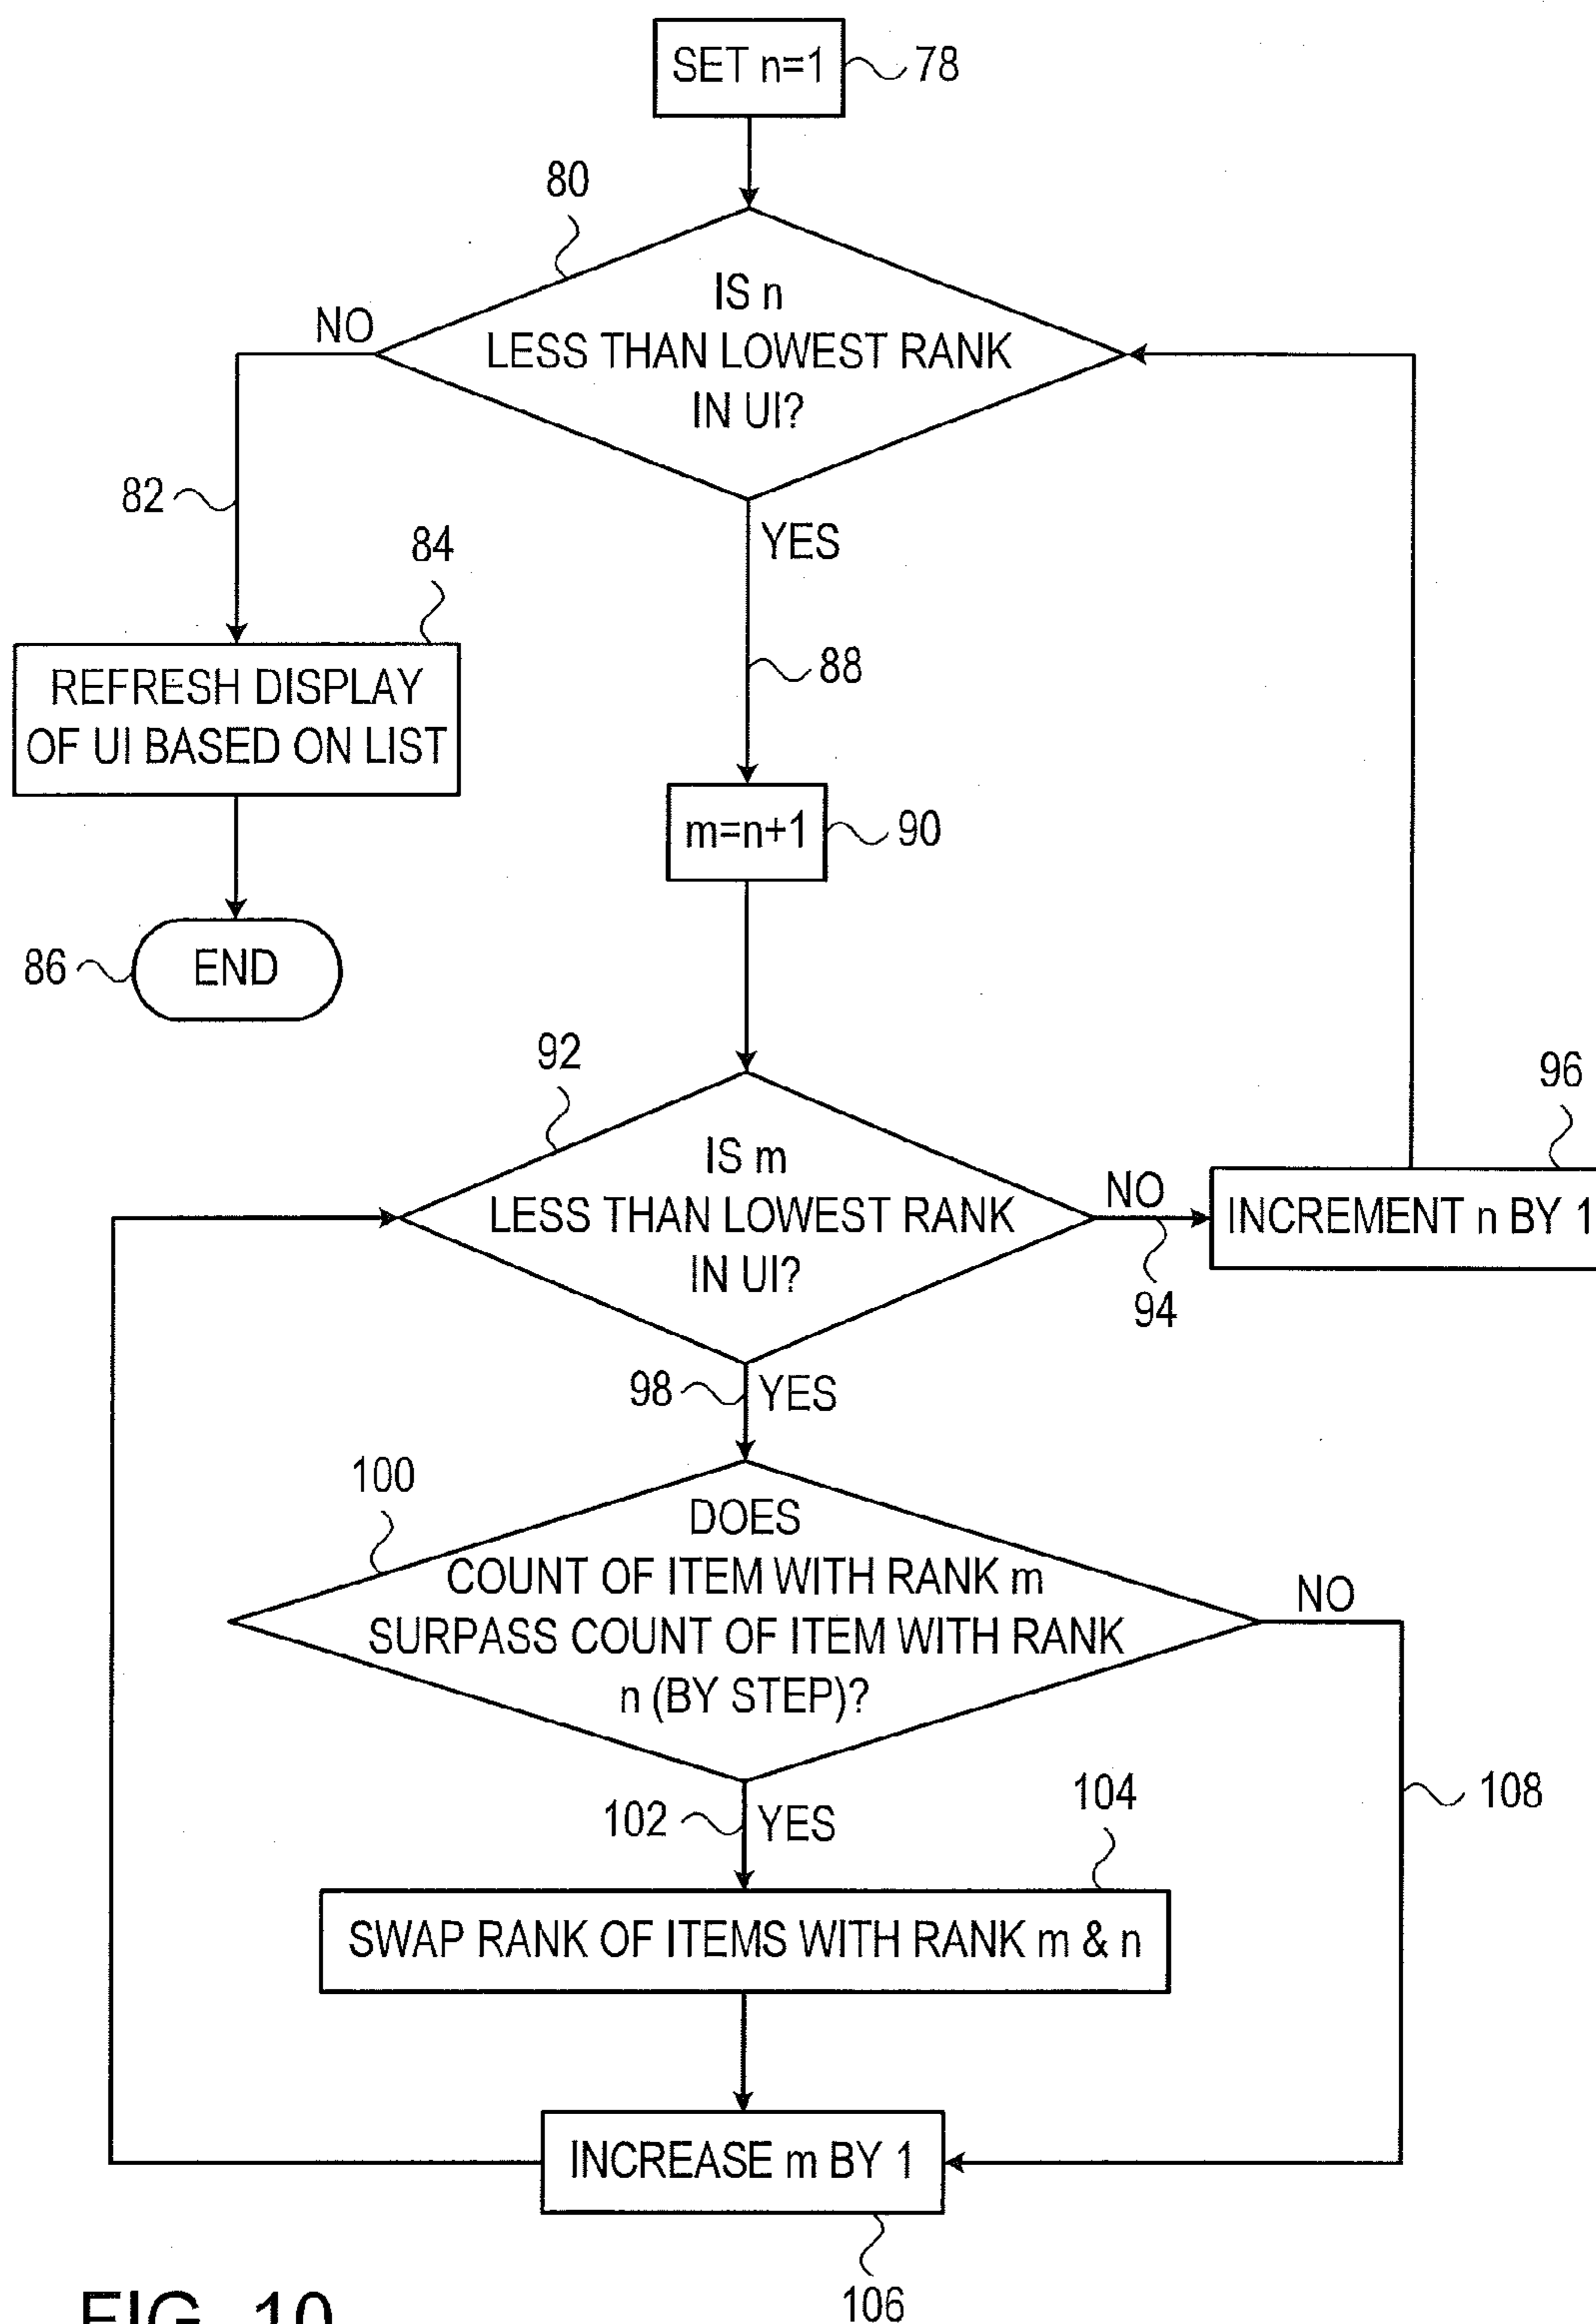 SET n=1
78
80
IS n
LESS THAN LOWEST RANK
IN UI?
NO
82
YES
84
REFRESH DISPLAY
OF UI BASED ON LIST
88
m=n+1
90
86
END
92
IS m
LESS THAN LOWEST RANK
IN UI?
NO
94
96
INCREMENT n BY 1
98
YES
100
DOES
COUNT OF ITEM WITH RANK m
SURPASS COUNT OF ITEM WITH RANK
n (BY STEP)?
NO
102
YES
104
108
SWAP RANK OF ITEMS WITH RANK m & n
INCREASE m BY 1
106
FIG. 10